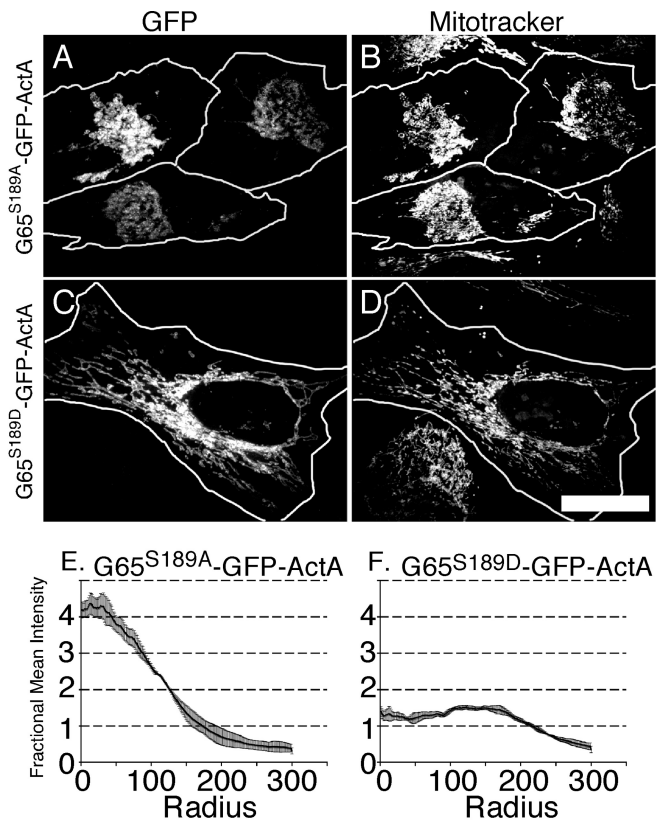 GFP Mitotracker
A B
G65S189A-GFP-ActA
C D
G65S189D-GFP-ActA
E. G65S189A-GFP-ActA
F. G65S189D-GFP-ActA
Fractional Mean Intensity
4 4
3 3
2 2
1 1
0 0
0 100 200 300 0 100 200 300
Radius Radius